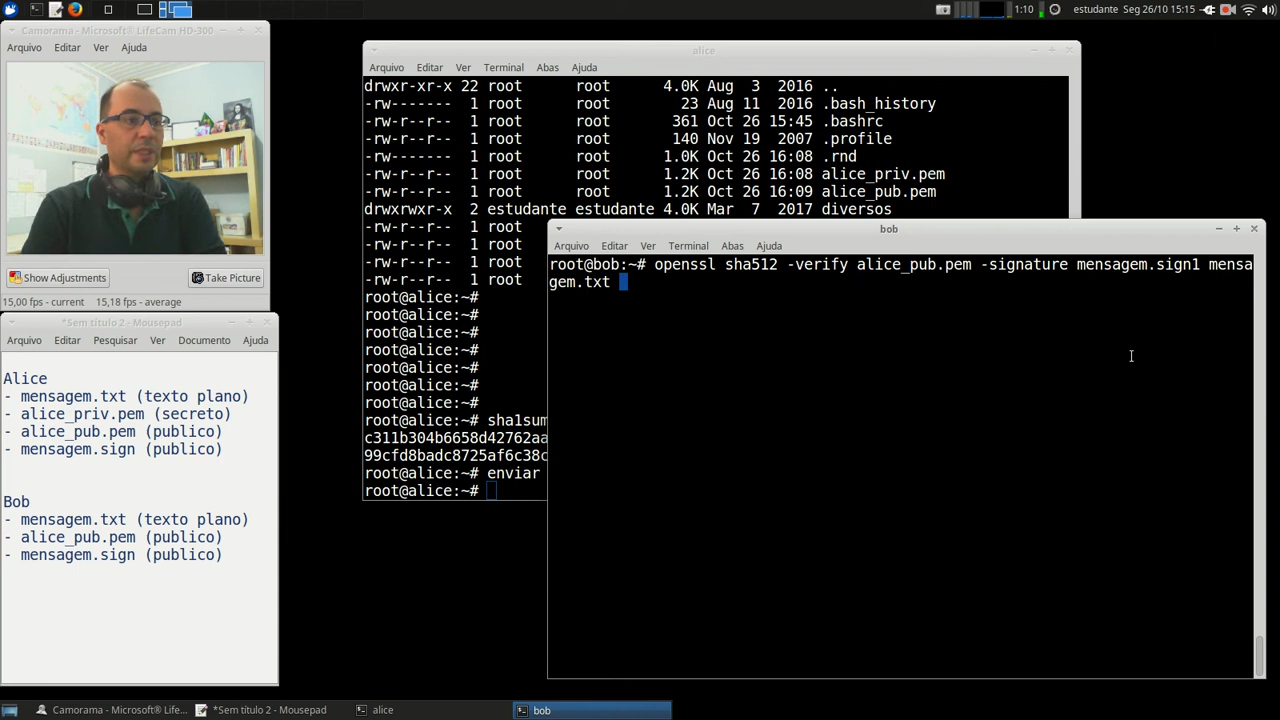 1:10
estudante Seg 26/10 15:15
Camorama - Microsoft® LifeCam HD-300
Arquivo Editar Ver Ajuda
Show Adjustments
Take Picture
15,00 fps - current 15,18 fps - average
*Sem título 2 - Mousepad
Arquivo Editar Pesquisar Ver Documento Ajuda
Alice
- mensagem.txt (texto plano)
- alice_priv.pem (secreto)
- alice_pub.pem (publico)
- mensagem.sign (publico)
Bob
- mensagem.txt (texto plano)
- alice_pub.pem (publico)
- mensagem.sign (publico)
alice
Arquivo Editar Ver Terminal Abas Ajuda
drwxr-xr-x 22 root root 4.0K Aug 3 2016 ..
-rw------- 1 root root 23 Aug 11 2016 .bash_history
-rw-r--r-- 1 root root 361 Oct 26 15:45 .bashrc
-rw-r--r-- 1 root root 140 Nov 19 2007 .profile
-rw------- 1 root root 1.0K Oct 26 16:08 .rnd
-rw-r--r-- 1 root root 1.2K Oct 26 16:08 alice_priv.pem
-rw-r--r-- 1 root root 1.2K Oct 26 16:09 alice_pub.pem
drwxrwxr-x 2 estudante estudante 4.0K Mar 7 2017 diversos
-rw-r--r-- 1 root
-rw-r--r-- 1 root
-rw-r--r-- 1 root
-rw-r--r-- 1 root
root@alice:~#
root@alice:~#
root@alice:~#
root@alice:~#
root@alice:~#
root@alice:~#
root@alice:~#
root@alice:~# sha1sum
c311b304b6658d42762aa
99cfd8badc8725af6c38c
root@alice:~# enviar
root@alice:~#
bob
Arquivo Editar Ver Terminal Abas Ajuda
root@bob:~# openssl sha512 -verify alice_pub.pem -signature mensagem.sign1 mensa
gem.txt
Camorama - Microsoft® Life...
*Sem título 2 - Mousepad
alice
bob